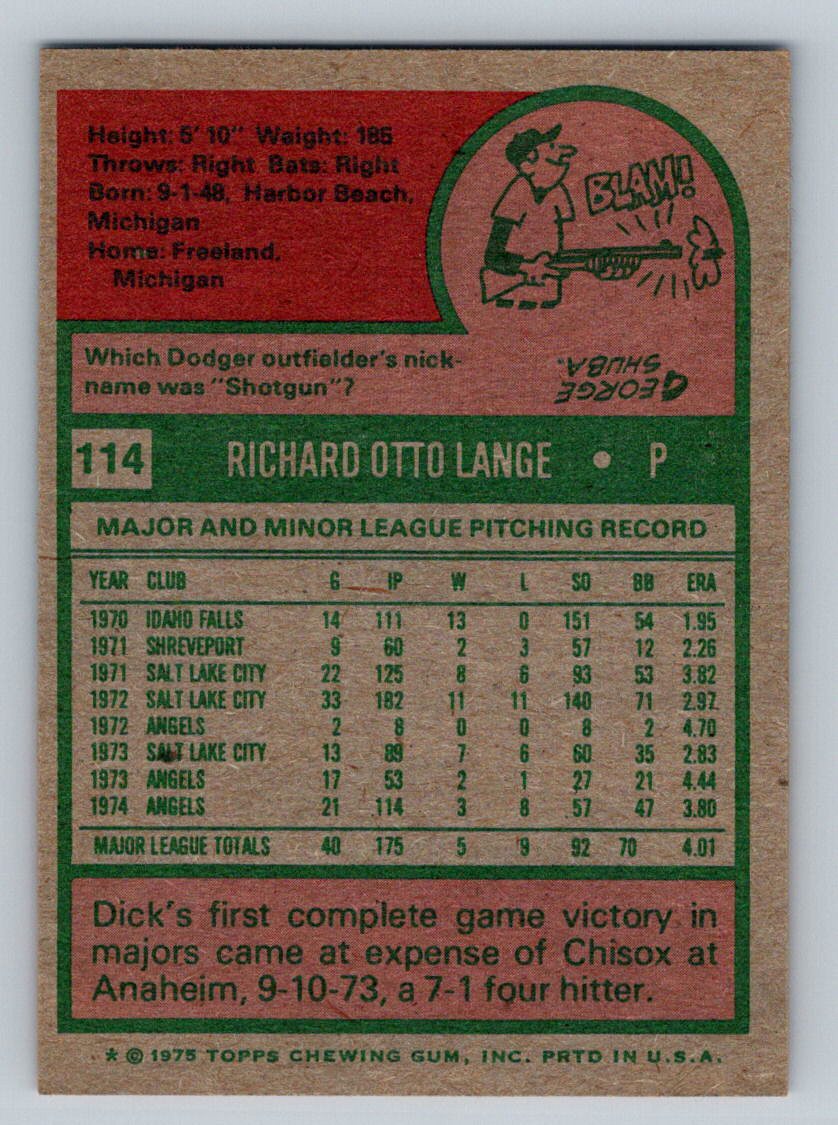 Height: 5' 10" Weight: 185
Throws: Right Bats: Right
Born: 9-1-48, Harbor Beach,
Michigan
Home: Freeland,
Michigan
BLAM!
Which Dodger outfielder's nick-
name was "Shotgun"?
GEORGE
SHUBA.
114 RICHARD OTTO LANGE • P
MAJOR AND MINOR LEAGUE PITCHING RECORD
YEAR CLUB G IP W L SO BB ERA
1970 IDAHO FALLS 14 111 13 0 151 54 1.95
1971 SHREVEPORT 9 60 2 3 57 12 2.26
1971 SALT LAKE CITY 22 125 8 6 93 53 3.82
1972 SALT LAKE CITY 33 182 11 11 140 71 2.97
1972 ANGELS 2 8 0 0 8 2 4.70
1973 SALT LAKE CITY 13 89 7 6 60 35 2.83
1973 ANGELS 17 53 2 1 27 21 4.44
1974 ANGELS 21 114 3 8 57 47 3.80
MAJOR LEAGUE TOTALS 40 175 5 9 92 70 4.01
Dick's first complete game victory in
majors came at expense of Chisox at
Anaheim, 9-10-73, a 7-1 four hitter.
* © 1975 TOPPS CHEWING GUM, INC. PRTD IN U.S.A.